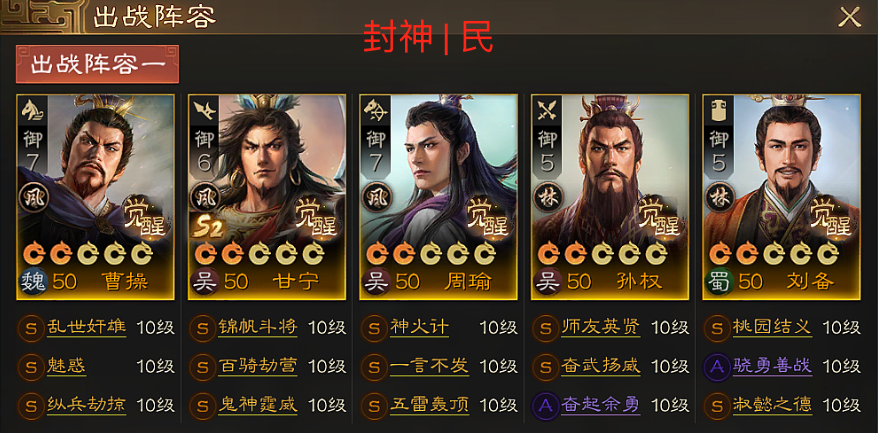 出战阵容
封神|民
出战阵容一
御 7 風 觉醒 魏 50 曹操
御 6 風 S2 觉醒 吴 50 甘宁
御 7 風 觉醒 吴 50 周瑜
御 5 林 觉醒 吴 50 孙权
御 5 林 觉醒 蜀 50 刘备
S 乱世奸雄 10级 S 锦帆斗将 10级 S 神火计 10级 S 师友英贤 10级 S 桃园结义 10级
S 魅惑 10级 S 百骑劫营 10级 S 一言不发 10级 S 奋武扬威 10级 A 骁勇善战 10级
S 纵兵劫掠 10级 S 鬼神霆威 10级 S 五雷轰顶 10级 A 奋起余勇 10级 S 淑懿之德 10级